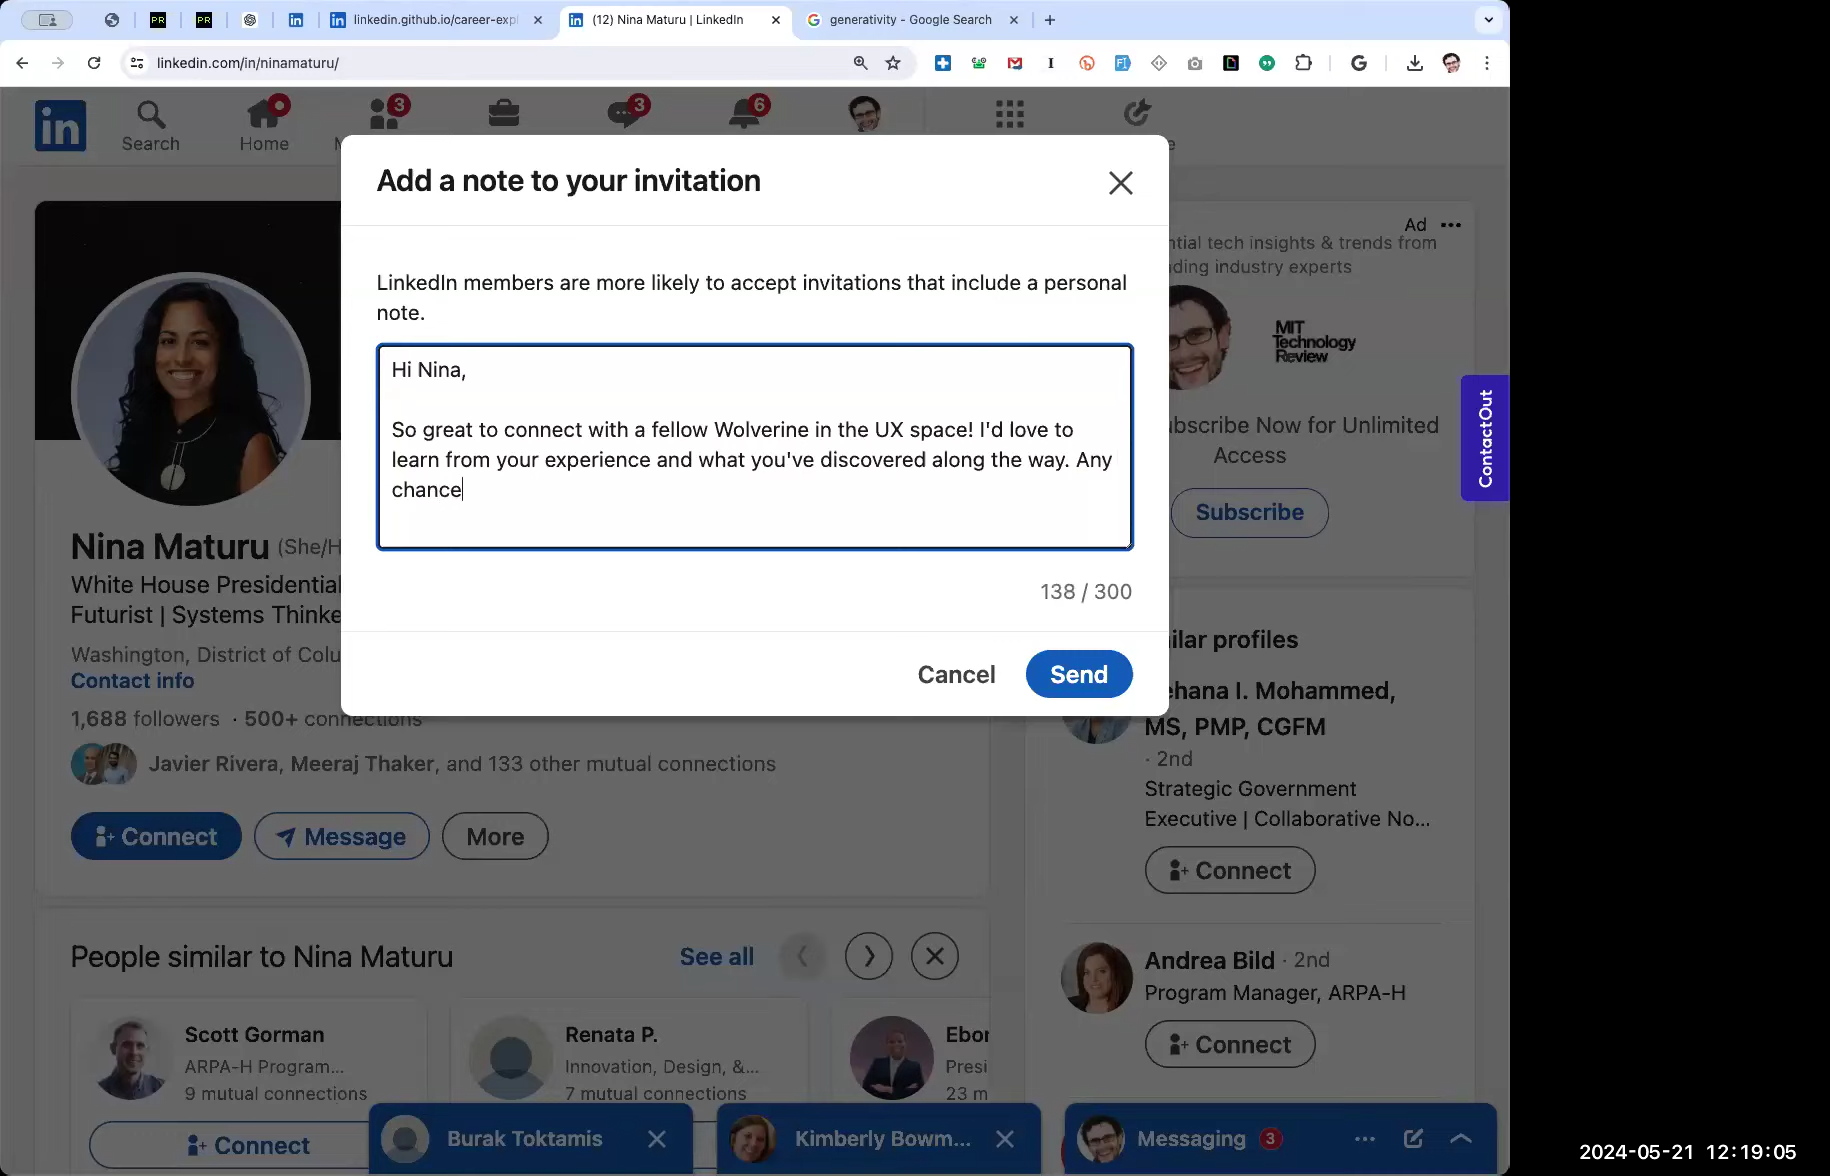 linkedin.github.io/career-expl
(12) Nina Maturu | LinkedIn
generativity - Google Search
linkedin.com/in/ninamaturu/
in
Search
Home
3
3
6
Add a note to your invitation
LinkedIn members are more likely to accept invitations that include a personal
note.
Hi Nina,
So great to connect with a fellow Wolverine in the UX space! I'd love to
learn from your experience and what you've discovered along the way. Any
chance
138 / 300
Cancel
Send
Ad
ntial tech insights & trends from
ding industry experts
MIT
Technology
Review
ubscribe Now for Unlimited
Access
Subscribe
ContactOut
Nina Maturu (She/H
White House Presidential
Futurist | Systems Thinke
Washington, District of Colu
Contact info
1,688 followers · 500+ connections
Javier Rivera, Meeraj Thaker, and 133 other mutual connections
Connect
Message
More
ilar profiles
ehana I. Mohammed,
MS, PMP, CGFM
· 2nd
Strategic Government
Executive | Collaborative No...
Connect
Andrea Bild · 2nd
Program Manager, ARPA-H
Connect
People similar to Nina Maturu
See all
Scott Gorman
ARPA-H Program...
9 mutual connections
Connect
Renata P.
Innovation, Design, &...
7 mutual connections
Ebor
Presi
23 m
Burak Toktamis
Kimberly Bowm...
Messaging 3
2024-05-21 12:19:05